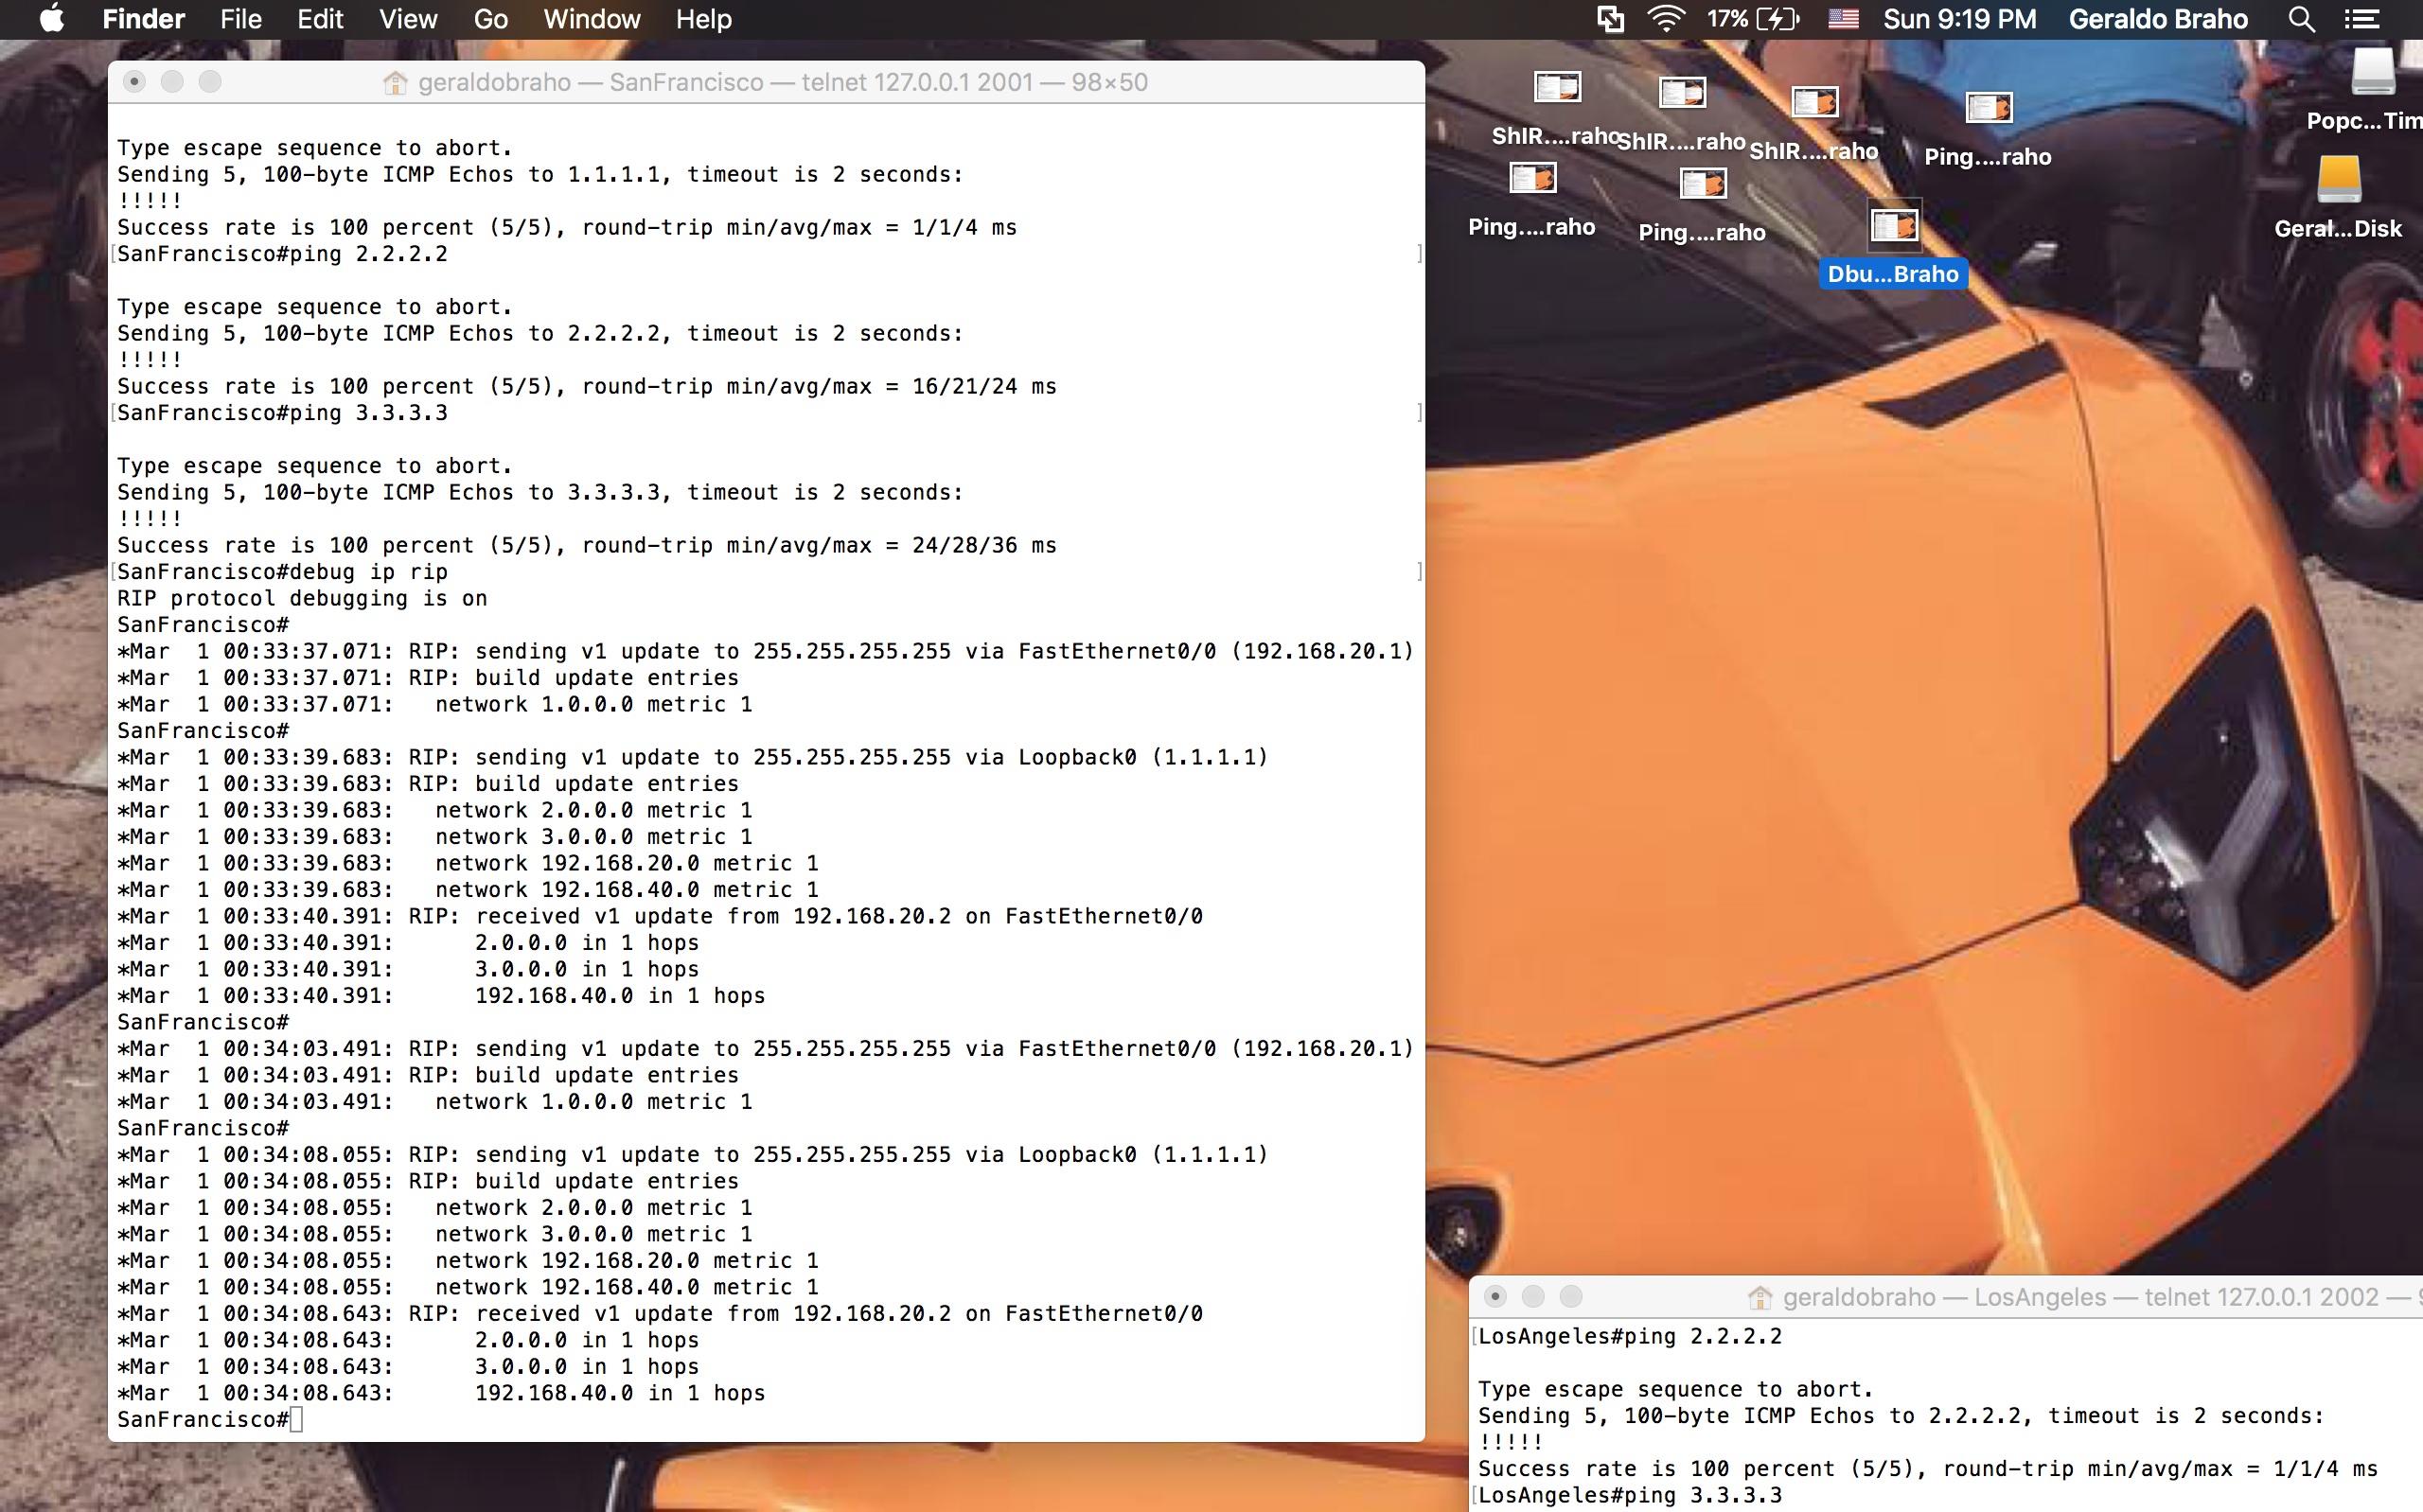 Finder File Edit View Go Window Help 17% Sun 9:19 PM Geraldo Braho
geraldobraho — SanFrancisco — telnet 127.0.0.1 2001 — 98×50
Type escape sequence to abort.
Sending 5, 100-byte ICMP Echos to 1.1.1.1, timeout is 2 seconds:
!!!!!
Success rate is 100 percent (5/5), round-trip min/avg/max = 1/1/4 ms
[SanFrancisco#ping 2.2.2.2 ]
Type escape sequence to abort.
Sending 5, 100-byte ICMP Echos to 2.2.2.2, timeout is 2 seconds:
!!!!!
Success rate is 100 percent (5/5), round-trip min/avg/max = 16/21/24 ms
[SanFrancisco#ping 3.3.3.3 ]
Type escape sequence to abort.
Sending 5, 100-byte ICMP Echos to 3.3.3.3, timeout is 2 seconds:
!!!!!
Success rate is 100 percent (5/5), round-trip min/avg/max = 24/28/36 ms
[SanFrancisco#debug ip rip ]
RIP protocol debugging is on
SanFrancisco#
*Mar  1 00:33:37.071: RIP: sending v1 update to 255.255.255.255 via FastEthernet0/0 (192.168.20.1)
*Mar  1 00:33:37.071: RIP: build update entries
*Mar  1 00:33:37.071:   network 1.0.0.0 metric 1
SanFrancisco#
*Mar  1 00:33:39.683: RIP: sending v1 update to 255.255.255.255 via Loopback0 (1.1.1.1)
*Mar  1 00:33:39.683: RIP: build update entries
*Mar  1 00:33:39.683:   network 2.0.0.0 metric 1
*Mar  1 00:33:39.683:   network 3.0.0.0 metric 1
*Mar  1 00:33:39.683:   network 192.168.20.0 metric 1
*Mar  1 00:33:39.683:   network 192.168.40.0 metric 1
*Mar  1 00:33:40.391: RIP: received v1 update from 192.168.20.2 on FastEthernet0/0
*Mar  1 00:33:40.391:      2.0.0.0 in 1 hops
*Mar  1 00:33:40.391:      3.0.0.0 in 1 hops
*Mar  1 00:33:40.391:      192.168.40.0 in 1 hops
SanFrancisco#
*Mar  1 00:34:03.491: RIP: sending v1 update to 255.255.255.255 via FastEthernet0/0 (192.168.20.1)
*Mar  1 00:34:03.491: RIP: build update entries
*Mar  1 00:34:03.491:   network 1.0.0.0 metric 1
SanFrancisco#
*Mar  1 00:34:08.055: RIP: sending v1 update to 255.255.255.255 via Loopback0 (1.1.1.1)
*Mar  1 00:34:08.055: RIP: build update entries
*Mar  1 00:34:08.055:   network 2.0.0.0 metric 1
*Mar  1 00:34:08.055:   network 3.0.0.0 metric 1
*Mar  1 00:34:08.055:   network 192.168.20.0 metric 1
*Mar  1 00:34:08.055:   network 192.168.40.0 metric 1
*Mar  1 00:34:08.643: RIP: received v1 update from 192.168.20.2 on FastEthernet0/0
*Mar  1 00:34:08.643:      2.0.0.0 in 1 hops
*Mar  1 00:34:08.643:      3.0.0.0 in 1 hops
*Mar  1 00:34:08.643:      192.168.40.0 in 1 hops
SanFrancisco#
ShIR....raho ShIR....raho ShIR....raho Ping....raho Popc...Tim
Ping....raho Ping....raho Dbu...Braho Geral...Disk
geraldobraho — LosAngeles — telnet 127.0.0.1 2002 — 9
[LosAngeles#ping 2.2.2.2
Type escape sequence to abort.
Sending 5, 100-byte ICMP Echos to 2.2.2.2, timeout is 2 seconds:
!!!!!
Success rate is 100 percent (5/5), round-trip min/avg/max = 1/1/4 ms
[LosAngeles#ping 3.3.3.3